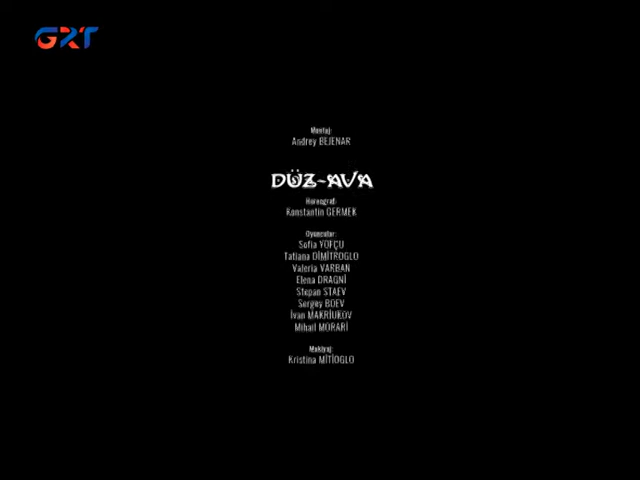 GRT
Montaj:
Andrey BEJENAR
DÜZ-AVA
Horeograf:
Konstantin GERMEK
Oyuncular:
Sofia YOFÇU
Tatiana DİMİTROGLO
Valeria VARBAN
Elena DRAGNİ
Stepan STAEV
Sergey BOEV
İvan MAKRİUKOV
Mihail MORARİ
Makiyaj:
Kristina MİTİOGLO